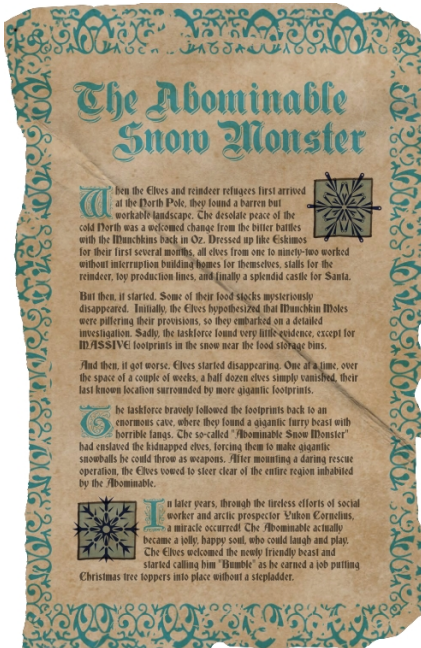 The Abominable
Snow Monster
When the Elves and reindeer refugees first arrived
at the North Pole, they found a barren but
workable landscape. The desolate peace of the
cold North was a welcomed change from the bitter battles
with the Munchkins back in Oz. Dressed up like Eskimos
for their first several months, all elves from one to ninety-two worked
without interruption building homes for themselves, stalls for the
reindeer, toy production lines, and finally a splendid castle for Santa.
But then, it started. Some of their food stocks mysteriously
disappeared. Initially, the Elves hypothesized that Munchkin Moles
were pilfering their provisions, so they embarked on a detailed
investigation. Sadly, the taskforce found very little evidence, except for
MASSIVE footprints in the snow near the food storage bins.
And then, it got worse. Elves started disappearing. One at a time, over
the space of a couple of weeks, a half dozen elves simply vanished, their
last known location surrounded by more gigantic footprints.
The taskforce bravely followed the footprints back to an
enormous cave, where they found a gigantic furry beast with
horrible fangs. The so-called "Abominable Snow Monster"
had enslaved the kidnapped elves, forcing them to make gigantic
snowballs he could throw as weapons. After mounting a daring rescue
operation, the Elves vowed to steer clear of the entire region inhabited
by the Abominable.
In later years, through the tireless efforts of social
worker and arctic prospector Yukon Cornelius,
a miracle occurred! The Abominable actually
became a jolly, happy soul, who could laugh and play.
The Elves welcomed the newly friendly beast and
started calling him "Bumble" as he earned a job putting
Christmas tree toppers into place without a stepladder.